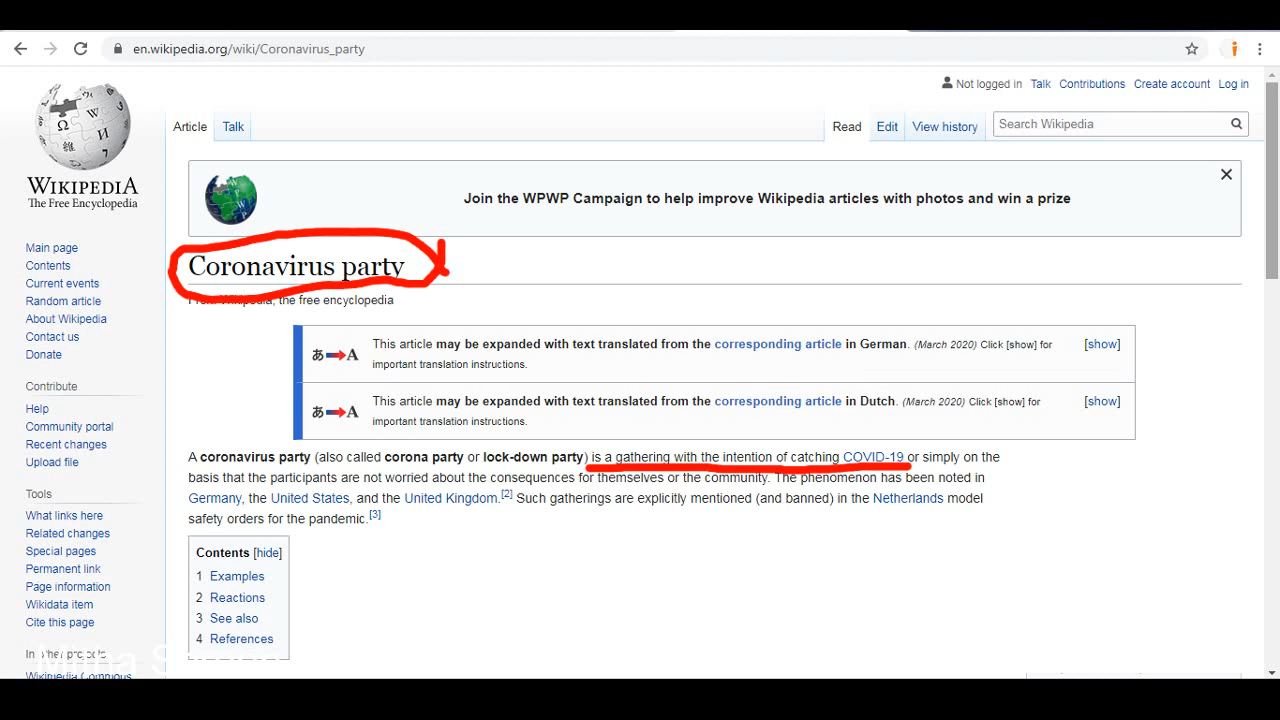 en.wikipedia.org/wiki/Coronavirus_party
Not logged in Talk Contributions Create account Log in
Article Talk Read Edit View history Search Wikipedia
WIKIPEDIA
The Free Encyclopedia
Join the WPWP Campaign to help improve Wikipedia articles with photos and win a prize
Main page
Contents
Current events
Random article
About Wikipedia
Contact us
Donate
Contribute
Help
Community portal
Recent changes
Upload file
Tools
What links here
Related changes
Special pages
Permanent link
Page information
Wikidata item
Cite this page
In other projects
Wikimedia Commons
Coronavirus party
From Wikipedia, the free encyclopedia
あ A This article may be expanded with text translated from the corresponding article in German. (March 2020) Click [show] for [show]
important translation instructions.
あ A This article may be expanded with text translated from the corresponding article in Dutch. (March 2020) Click [show] for [show]
important translation instructions.
A coronavirus party (also called corona party or lock-down party) is a gathering with the intention of catching COVID-19 or simply on the
basis that the participants are not worried about the consequences for themselves or the community. The phenomenon has been noted in
Germany, the United States, and the United Kingdom.[2] Such gatherings are explicitly mentioned (and banned) in the Netherlands model
safety orders for the pandemic.[3]
Contents [hide]
1 Examples
2 Reactions
3 See also
4 References